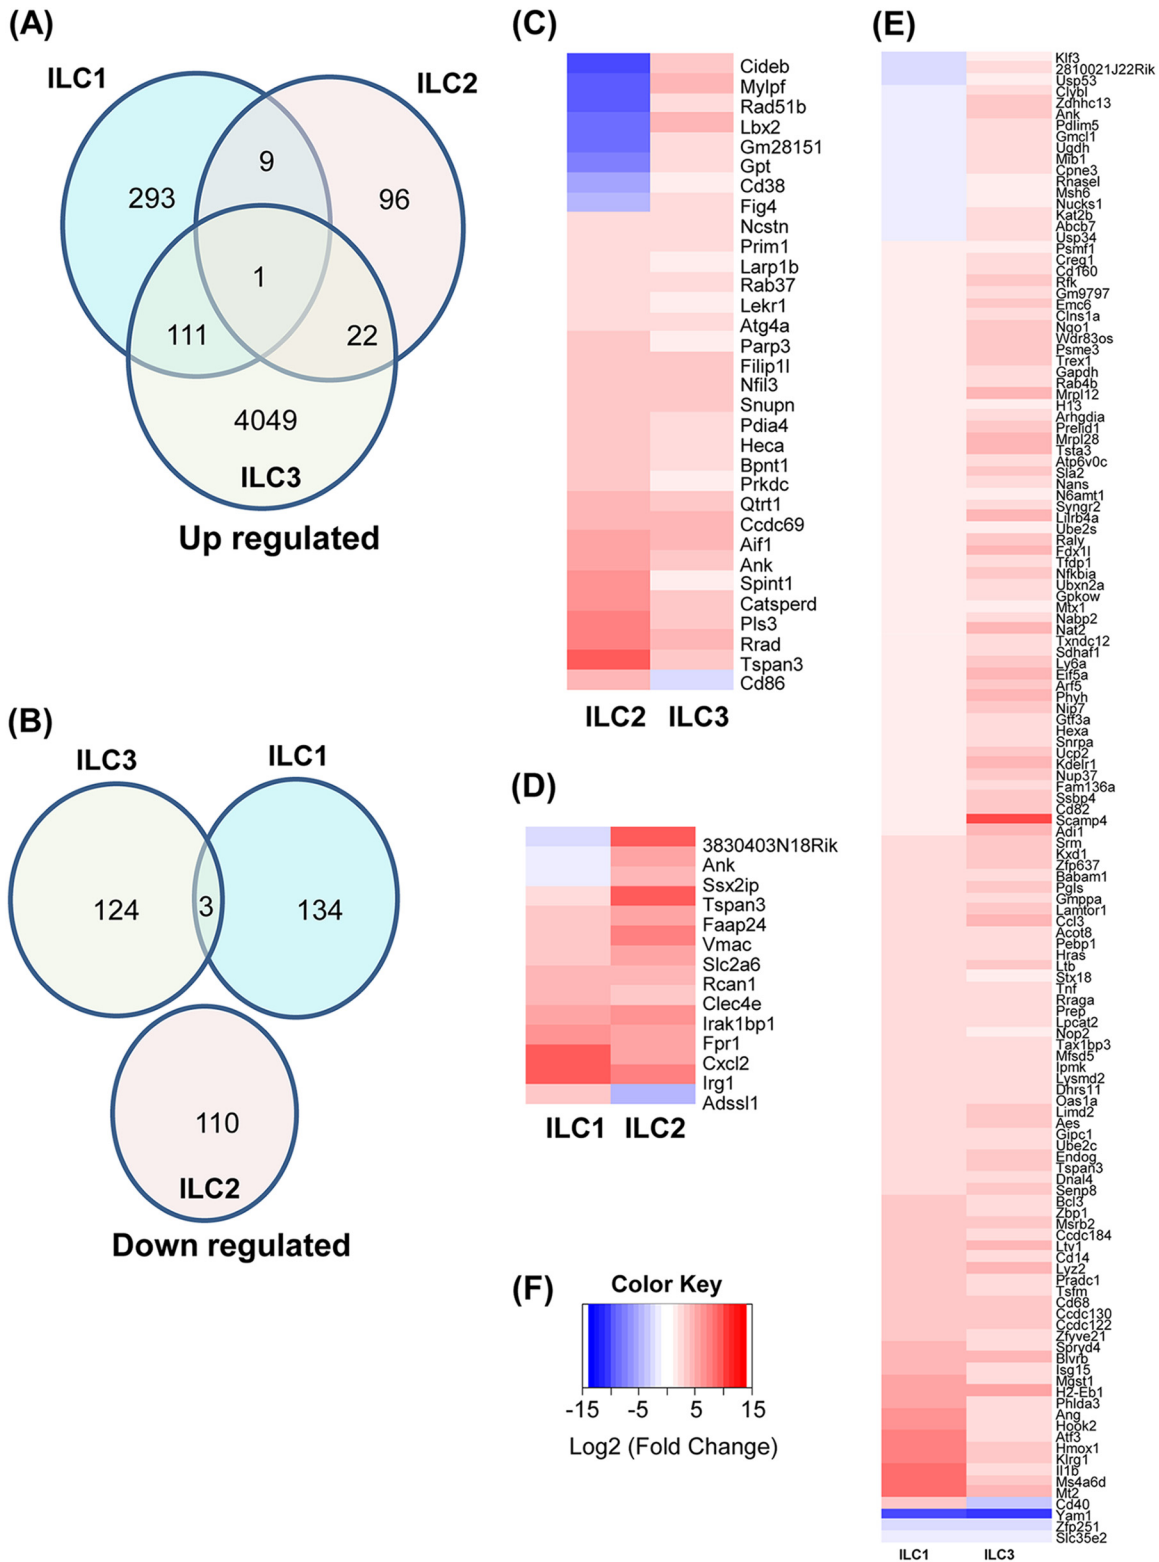 (A)
ILC1
ILC2
9
293
96
1
111
22
4049
ILC3
Up regulated
(B)
ILC3
ILC1
124
3
134
110
ILC2
Down regulated
(C)
Cideb
Mylpf
Rad51b
Lbx2
Gm28151
Gpt
Cd38
Fig4
Ncstn
Prim1
Larp1b
Rab37
Lekr1
Atg4a
Parp3
Filip1l
Nfil3
Snupn
Pdia4
Heca
Bpnt1
Prkdc
Qtrt1
Ccdc69
Aif1
Ank
Spint1
Catsperd
Pls3
Rrad
Tspan3
Cd86
ILC2 ILC3
(D)
3830403N18Rik
Ank
Ssx2ip
Tspan3
Faap24
Vmac
Slc2a6
Rcan1
Clec4e
Irak1bp1
Fpr1
Cxcl2
Irg1
Adssl1
ILC1 ILC2
(F)
Color Key
-15 -5 5 15
Log2 (Fold Change)
(E)
Klf3
2810021J22Rik
Usp53
Clybl
Zdhhc13
Ank
Pdlim5
Gmcl1
Ugdh
Mib1
Cpne3
Rnasel
Msh6
Nucks1
Kat2b
Abcb7
Usp34
Psmf1
Creg1
Cd160
Rfk
Gm9797
Emc6
Clns1a
Nqo1
Wdr83os
Psme3
Trex1
Gapdh
Rab4b
Mrpl12
H13
Arhgdia
Prelid1
Mrpl28
Tsta3
Atp6v0c
Sla2
Nans
N6amt1
Syngr2
Lilrb4a
Ube2s
Raly
Fdx1l
Tfdp1
Nfkbia
Ubxn2a
Gpkow
Mtx1
Nabp2
Nat2
Txndc12
Sdhaf1
Ly6a
Eif5a
Arf5
Phyh
Nip7
Gtf3a
Hexa
Snrpa
Ucp2
Kdelr1
Nup37
Fam136a
Ssbp4
Cd82
Scamp4
Adi1
Srm
Kxd1
Zfp637
Babam1
Pgls
Gmppa
Lamtor1
Ccl3
Acot8
Pebp1
Hras
Ltb
Stx18
Tnf
Rraga
Prep
Lpcat2
Nop2
Tax1bp3
Mfsd5
Ipmk
Lysmd2
Dhrs11
Oas1a
Limd2
Aes
Gipc1
Ube2c
Endog
Tspan3
Dnal4
Senp8
Bcl3
Zbp1
Msrb2
Ccdc184
Ltv1
Cd14
Lyz2
Pradc1
Tsfm
Cd68
Ccdc130
Ccdc122
Zfyve21
Spryd4
Blvrb
Isg15
Mgst1
H2-Eb1
Phlda3
Ang
Hook2
Atf3
Hmox1
Klrg1
Il1b
Ms4a6d
Mt2
Cd40
Yam1
Zfp251
Slc35e2
ILC1 ILC3